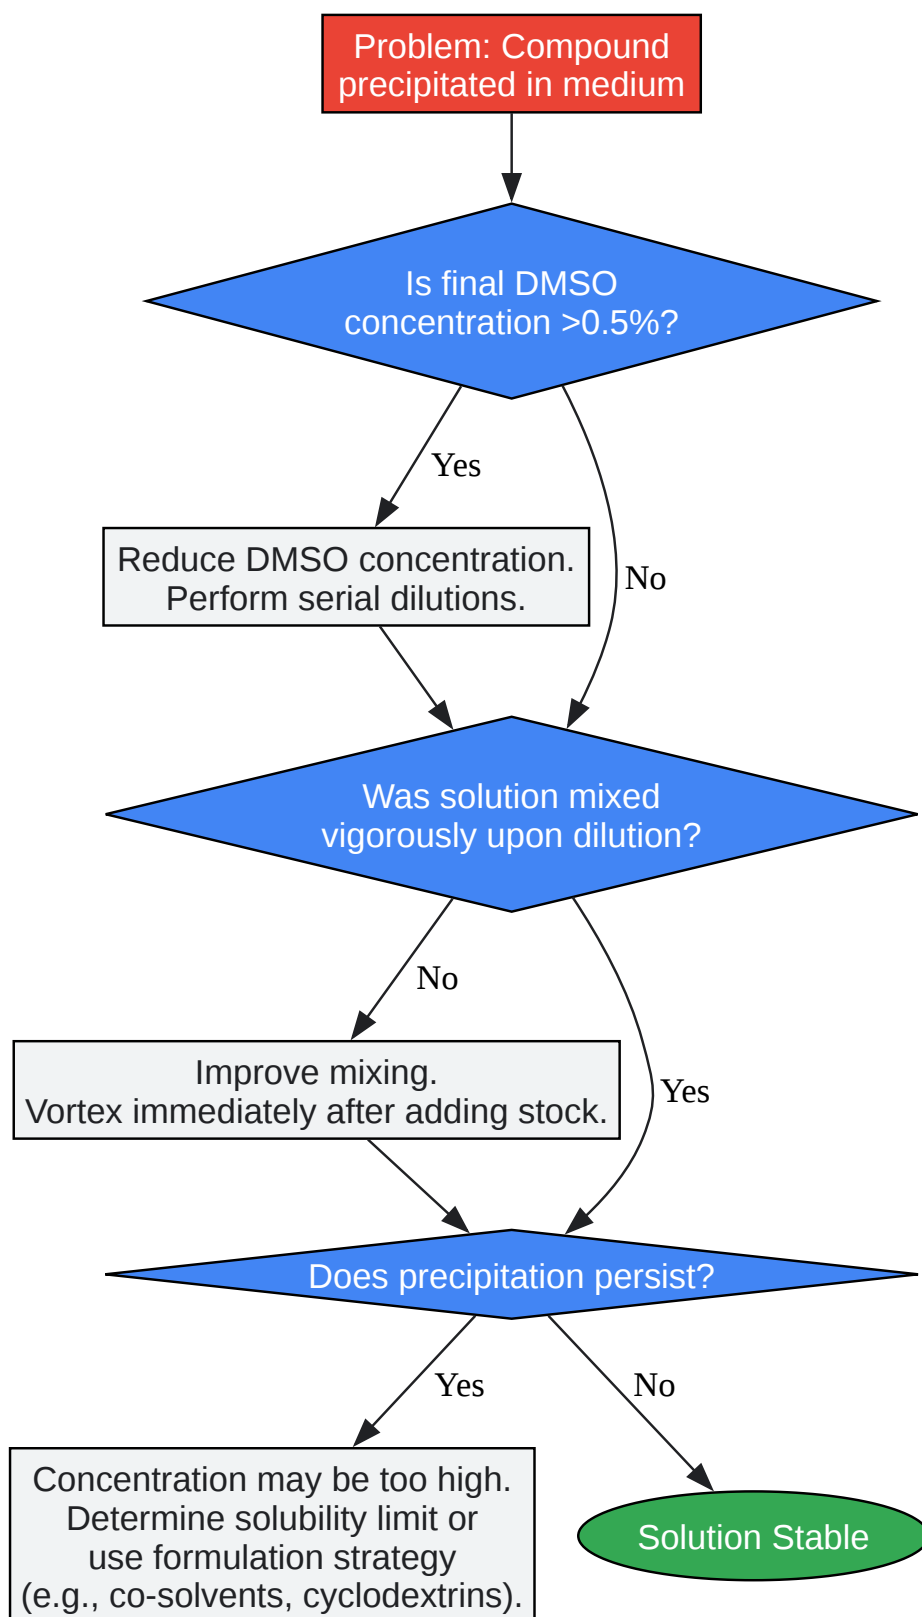 Problem: Compound
precipitated in medium
Is final DMSO
concentration >0.5%?
Yes
Reduce DMSO concentration.
Perform serial dilutions.
No
Was solution mixed
vigorously upon dilution?
No
Improve mixing.
Vortex immediately after adding stock.
Yes
Does precipitation persist?
Yes
No
Concentration may be too high.
Determine solubility limit or
use formulation strategy
(e.g., co-solvents, cyclodextrins).
Solution Stable